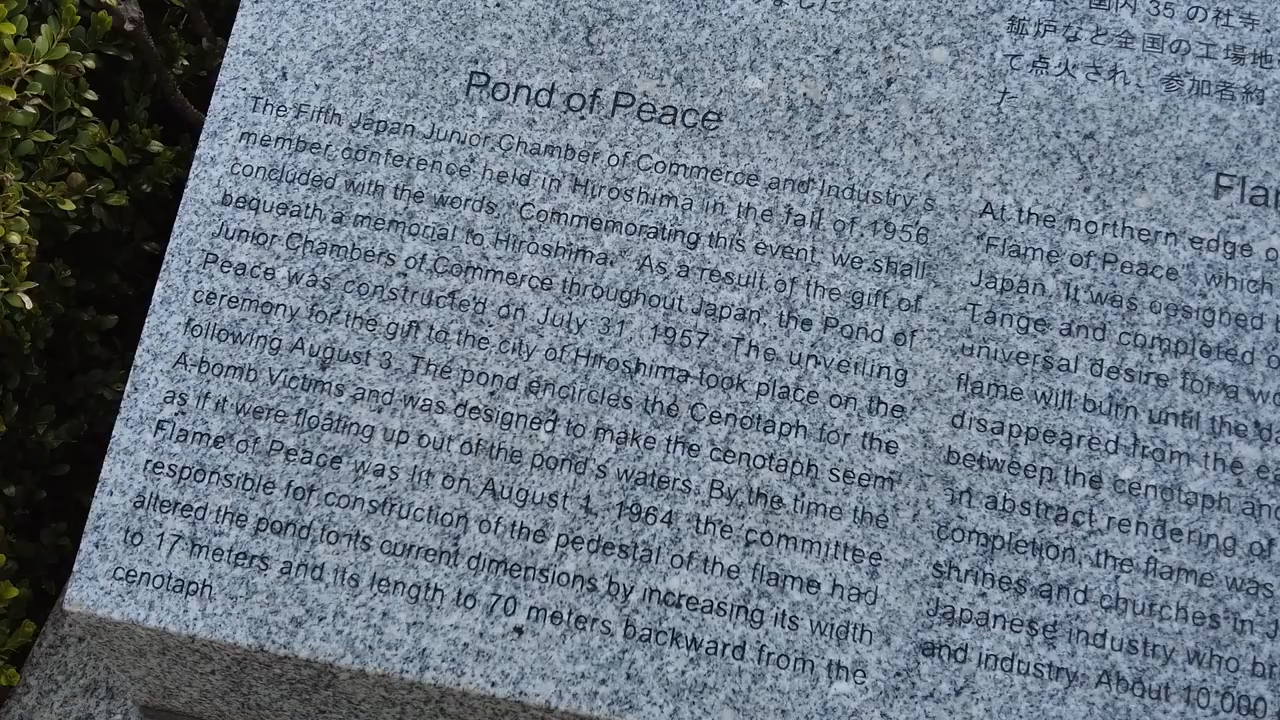 ました
国内 35 の社寺、
鉱炉など全国の工場地
て点火され、参加者約
た
Pond of Peace
The Fifth Japan Junior Chamber of Commerce and Industry's
member conference held in Hiroshima in the fall of 1956
concluded with the words, "Commemorating this event, we shall
bequeath a memorial to Hiroshima." As a result of the gift of
Junior Chambers of Commerce throughout Japan, the Pond of
Peace was constructed on July 31, 1957. The unveiling
ceremony for the gift to the city of Hiroshima took place on the
following August 3. The pond encircles the Cenotaph for the
A-bomb Victims and was designed to make the cenotaph seem
as if it were floating up out of the pond's waters. By the time the
Flame of Peace was lit on August 1, 1964, the committee
responsible for construction of the pedestal of the flame had
altered the pond to its current dimensions by increasing its width
to 17 meters and its length to 70 meters backward from the
cenotaph.
At the northern edge
"Flame of Peace", which
Japan. It was designed
Tange and completed
universal desire for a
flame will burn until the
disappeared from the
between the cenotaph and
an abstract rendering of
completion, the flame was
shrines and churches in
Japanese industry who
and industry. About 10,000